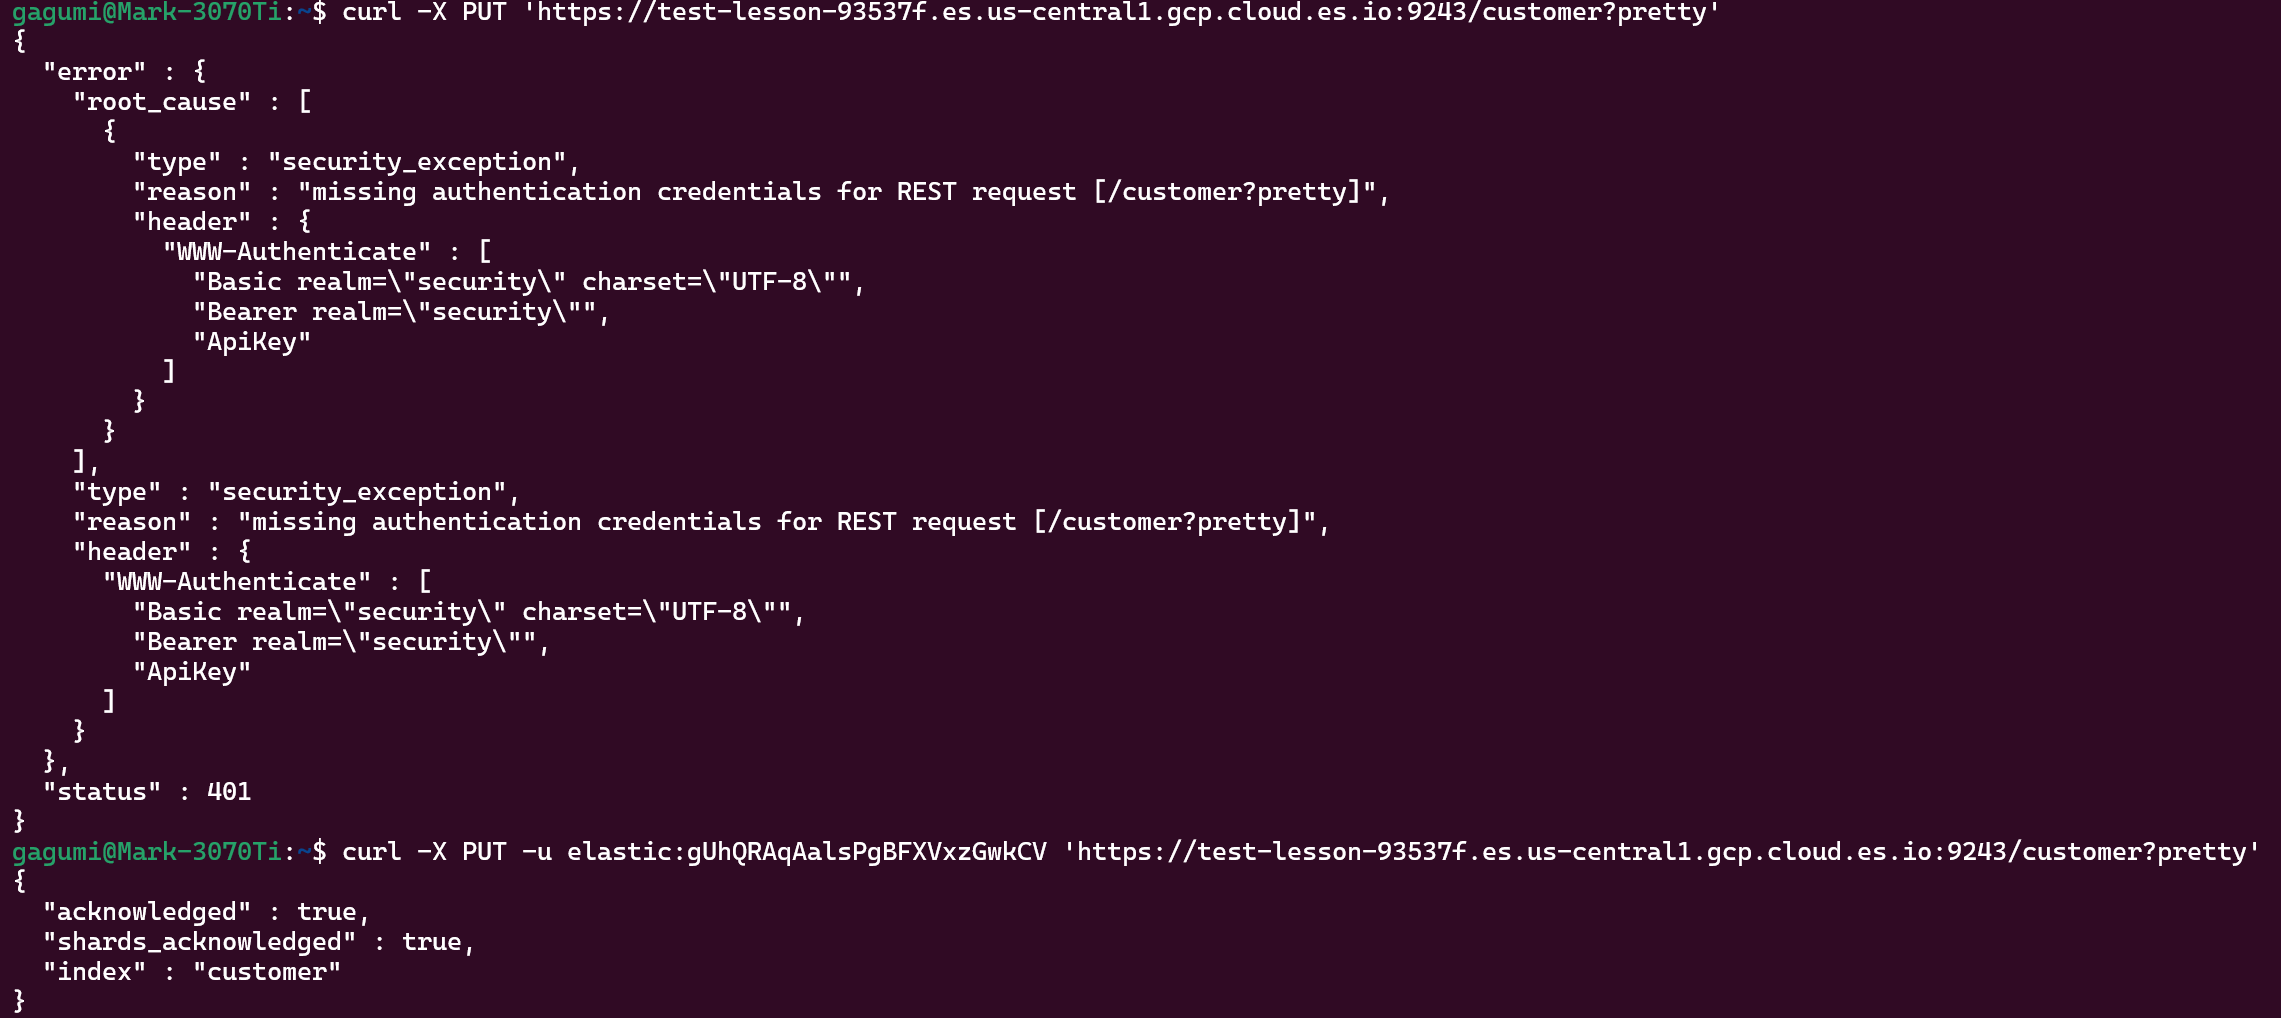 gagumi@Mark-3070Ti:~$ curl -X PUT 'https://test-lesson-93537f.es.us-central1.gcp.cloud.es.io:9243/customer?pretty'
{
  "error" : {
    "root_cause" : [
      {
        "type" : "security_exception",
        "reason" : "missing authentication credentials for REST request [/customer?pretty]",
        "header" : {
          "WWW-Authenticate" : [
            "Basic realm=\"security\" charset=\"UTF-8\"",
            "Bearer realm=\"security\"",
            "ApiKey"
          ]
        }
      }
    ],
    "type" : "security_exception",
    "reason" : "missing authentication credentials for REST request [/customer?pretty]",
    "header" : {
      "WWW-Authenticate" : [
        "Basic realm=\"security\" charset=\"UTF-8\"",
        "Bearer realm=\"security\"",
        "ApiKey"
      ]
    }
  },
  "status" : 401
}
gagumi@Mark-3070Ti:~$ curl -X PUT -u elastic:gUhQRAqAalsPgBFXVxzGwkCV 'https://test-lesson-93537f.es.us-central1.gcp.cloud.es.io:9243/customer?pretty'
{
  "acknowledged" : true,
  "shards_acknowledged" : true,
  "index" : "customer"
}